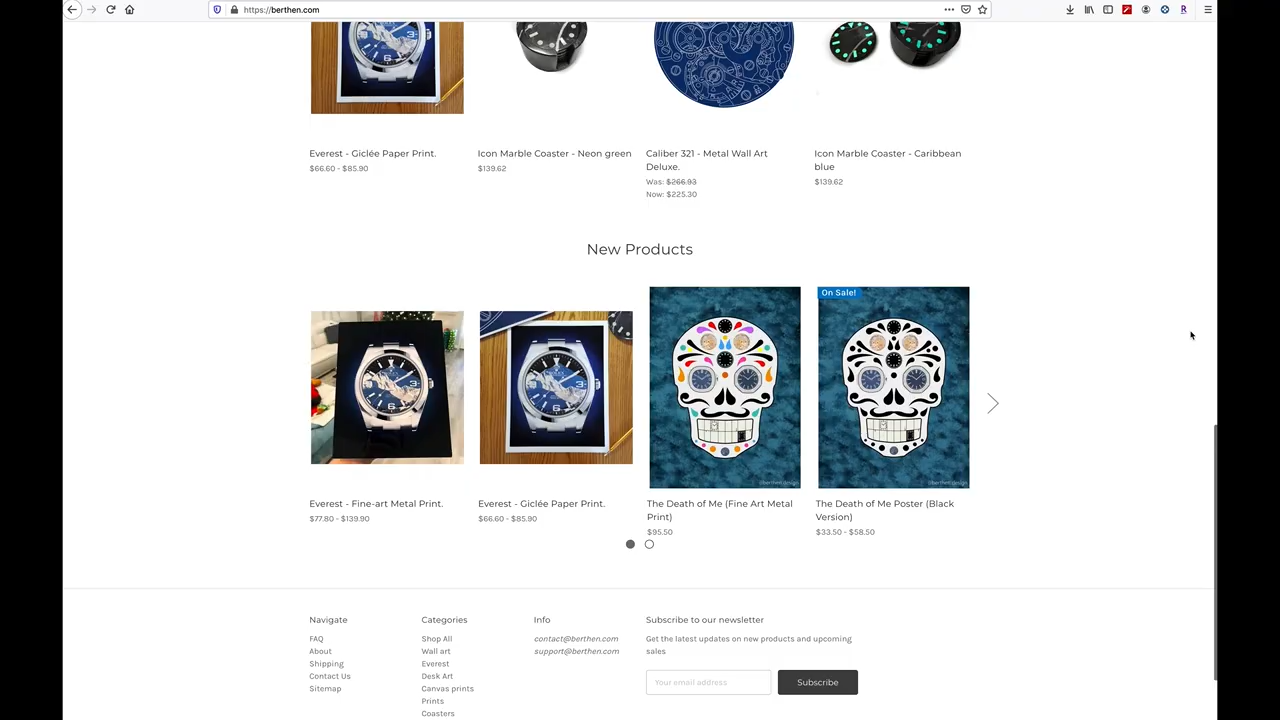 https://berthen.com
Everest - Giclée Paper Print.
$66.60 - $85.90
Icon Marble Coaster - Neon green
$139.62
Caliber 321 - Metal Wall Art
Deluxe.
Was: $266.93
Now: $225.30
Icon Marble Coaster - Caribbean
blue
$139.62
New Products
On Sale!
@berthen.design
@berthen.design
Everest - Fine-art Metal Print.
$77.80 - $139.90
Everest - Giclée Paper Print.
$66.60 - $85.90
The Death of Me (Fine Art Metal
Print)
$95.50
The Death of Me Poster (Black
Version)
$33.50 - $58.50
Navigate
FAQ
About
Shipping
Contact Us
Sitemap
Categories
Shop All
Wall art
Everest
Desk Art
Canvas prints
Prints
Coasters
Info
contact@berthen.com
support@berthen.com
Subscribe to our newsletter
Get the latest updates on new products and upcoming
sales
Your email address
Subscribe